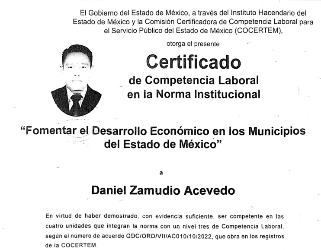 El Gobierno del Estado de México, a través del Instituto Hacendario del
Estado de México y la Comisión Certificadora de Competencia Laboral para
el Servicio Público del Estado de México (COCERTEM),
otorga el presente
Certificado
de Competencia Laboral
en la Norma Institucional
"Fomentar el Desarrollo Económico en los Municipios
del Estado de México"
a
Daniel Zamudio Acevedo
En virtud de haber demostrado, con evidencia suficiente, ser competente en las
cuatro unidades que integran la norma con un nivel tres de Competencia Laboral,
según el número de acuerdo GDC/ORD/VII/AC010/10/2022, que obra en los registros
de la COCERTEM.